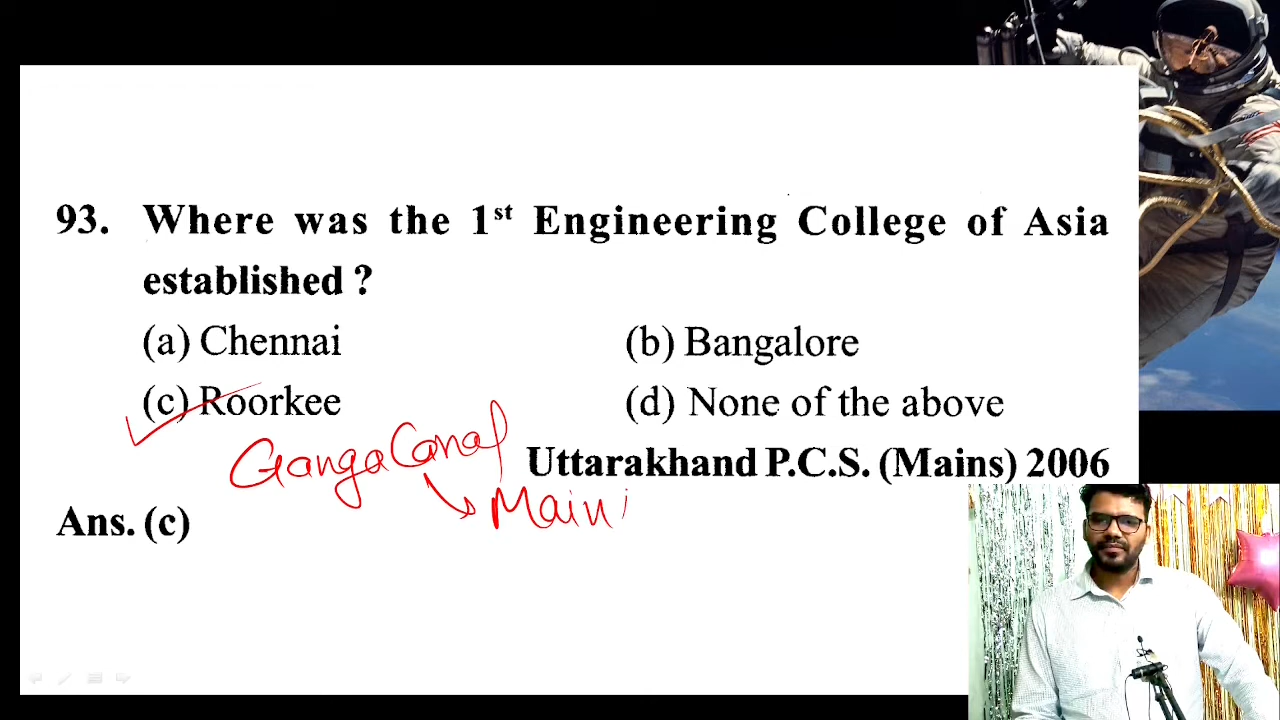 93. Where was the 1st Engineering College of Asia
established ?
(a) Chennai
(b) Bangalore
(c) Roorkee
(d) None of the above
Ganga Canal
Uttarakhand P.C.S. (Mains) 2006
Main
Ans. (c)